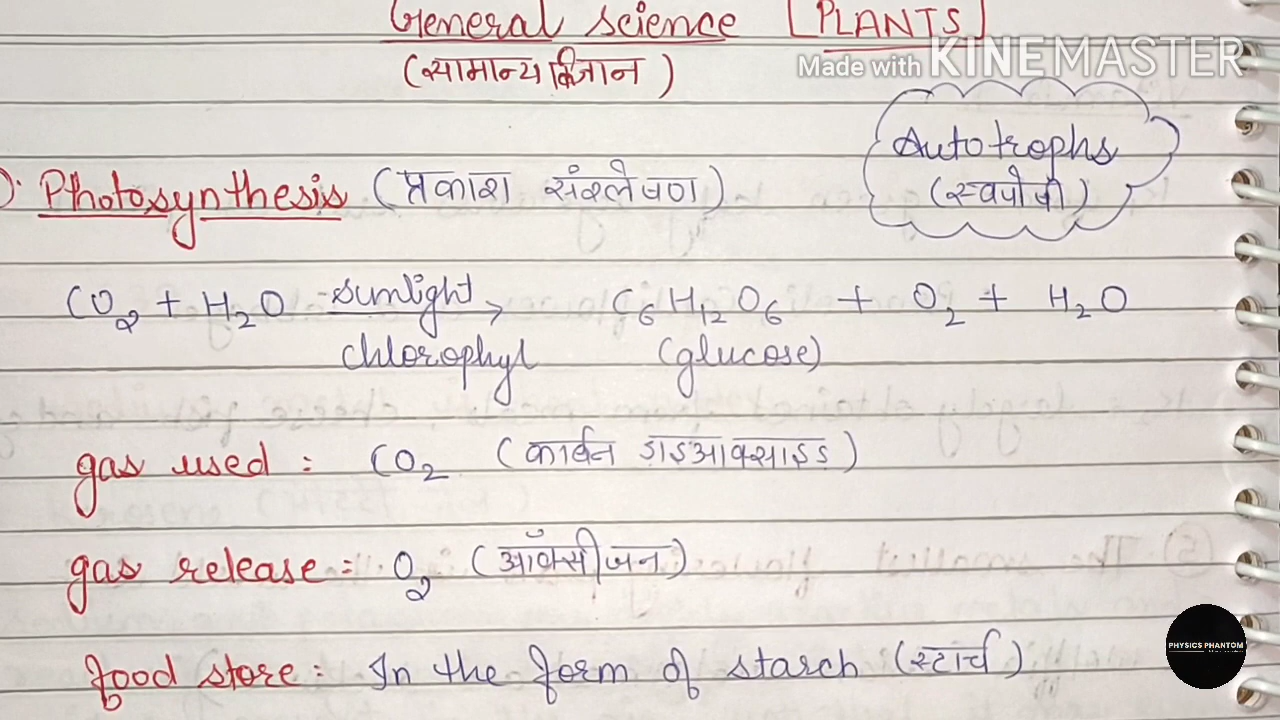 General science [PLANTS]
(सामान्य विज्ञान)
Made with KINEMASTER
Autotrophs
(स्वपोषी)
). Photosynthesis (प्रकाश संश्लेषण)
CO2 + H2O sunlight → C6H12O6 + O2 + H2O
chlorophyl (glucose)
gas used : CO2 (कार्बन डाइआक्साइड)
gas release : O2 (ऑक्सीजन)
food store : In the form of starch (स्टार्च)
PHYSICS PHANTOM